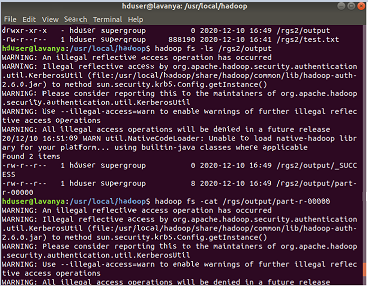 hduser@lavanya: /usr/local/hadoop
File Edit View Search Terminal Help
drwxr-xr-x - hduser supergroup 0 2020-12-10 16:49 /rgs2/output
-rw-r--r-- 1 hduser supergroup 888190 2020-12-10 16:41 /rgs2/test.txt
hduser@lavanya:/usr/local/hadoop$ hadoop fs -ls /rgs2/output
WARNING: An illegal reflective access operation has occurred
WARNING: Illegal reflective access by org.apache.hadoop.security.authentication
.util.KerberosUtil (file:/usr/local/hadoop/share/hadoop/common/lib/hadoop-auth-
2.6.0.jar) to method sun.security.krb5.Config.getInstance()
WARNING: Please consider reporting this to the maintainers of org.apache.hadoop
.security.authentication.util.KerberosUtil
WARNING: Use --illegal-access=warn to enable warnings of further illegal reflec
tive access operations
WARNING: All illegal access operations will be denied in a future release
20/12/10 16:51:09 WARN util.NativeCodeLoader: Unable to load native-hadoop libr
ary for your platform... using builtin-java classes where applicable
Found 2 items
-rw-r--r-- 1 hduser supergroup 0 2020-12-10 16:49 /rgs2/output/_SUCC
ESS
-rw-r--r-- 1 hduser supergroup 8 2020-12-10 16:49 /rgs2/output/part-
r-00000
hduser@lavanya:/usr/local/hadoop$ hadoop fs -cat /rgs/output/part-r-00000
WARNING: An illegal reflective access operation has occurred
WARNING: Illegal reflective access by org.apache.hadoop.security.authentication
.util.KerberosUtil (file:/usr/local/hadoop/share/hadoop/common/lib/hadoop-auth-
2.6.0.jar) to method sun.security.krb5.Config.getInstance()
WARNING: Please consider reporting this to the maintainers of org.apache.hadoop
.security.authentication.util.KerberosUtil
WARNING: Use --illegal-access=warn to enable warnings of further illegal reflec
tive access operations
WARNING: All illegal access operations will be denied in a future release